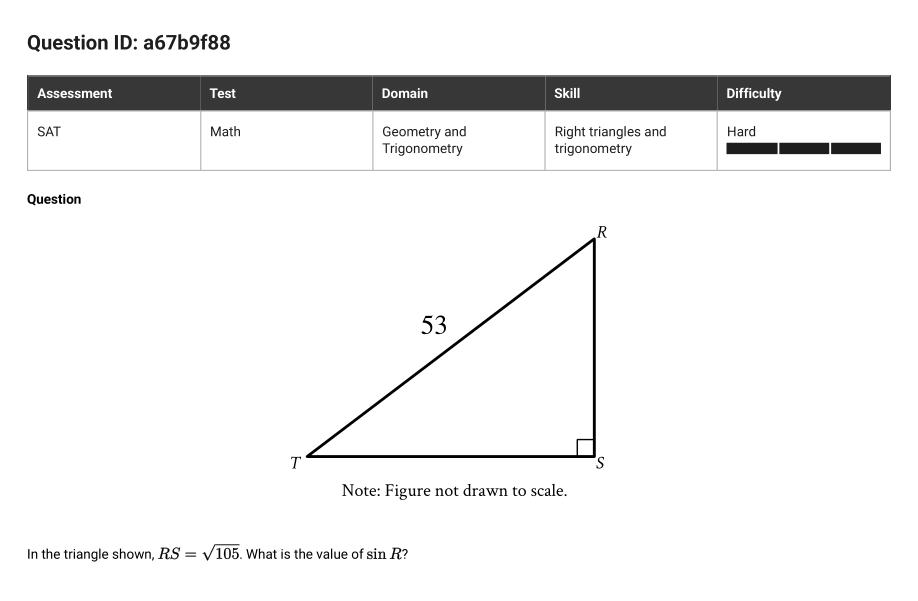 Question ID: a67b9f88
Assessment Test Domain Skill Difficulty
SAT Math Geometry and Trigonometry Right triangles and trigonometry Hard
Question
R
53
T S
Note: Figure not drawn to scale.
In the triangle shown, RS = √105. What is the value of sin R?